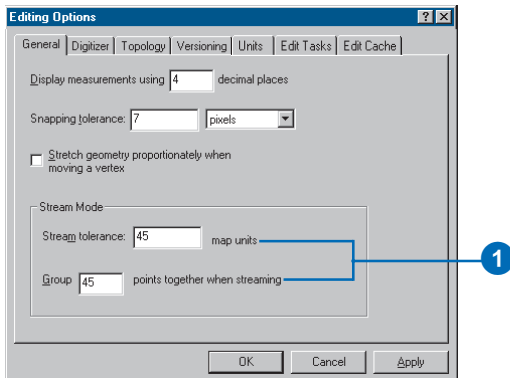 Editing Options
General Digitizer Topology Versioning Units Edit Tasks Edit Cache
Display measurements using 4 decimal places
Snapping tolerance: 7 pixels
Stretch geometry proportionately when
moving a vertex
Stream Mode
Stream tolerance: 45 map units
1
Group 45 points together when streaming
OK Cancel Apply